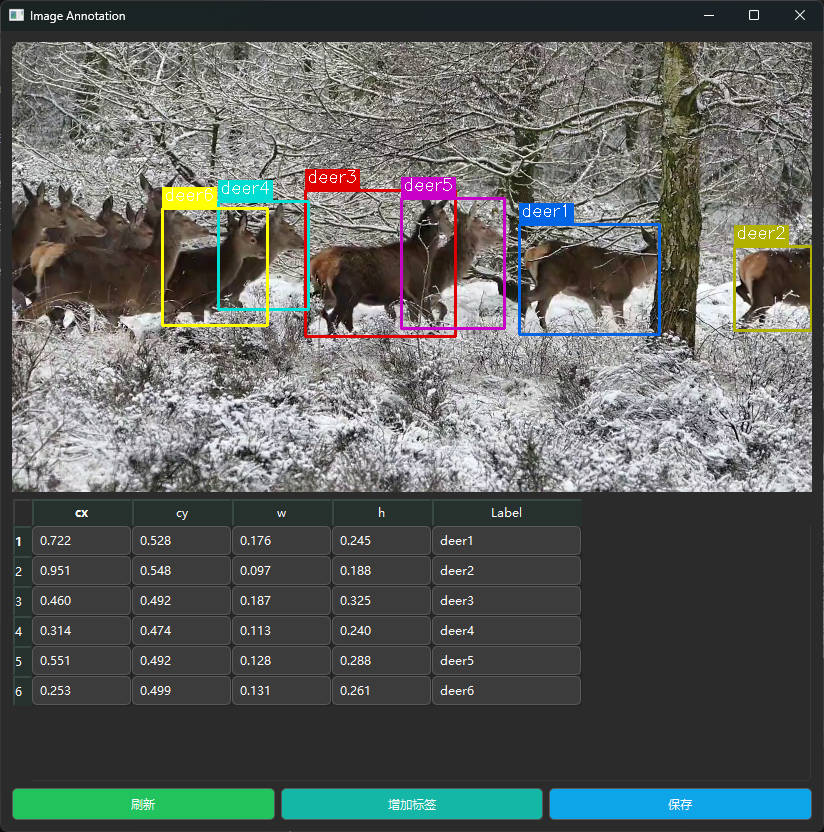 Image Annotation
deer3
deer6 deer4 deer5
deer1
deer2
cx cy w h Label
1 0.722 0.528 0.176 0.245 deer1
2 0.951 0.548 0.097 0.188 deer2
3 0.460 0.492 0.187 0.325 deer3
4 0.314 0.474 0.113 0.240 deer4
5 0.551 0.492 0.128 0.288 deer5
6 0.253 0.499 0.131 0.261 deer6
刷新 增加标签 保存